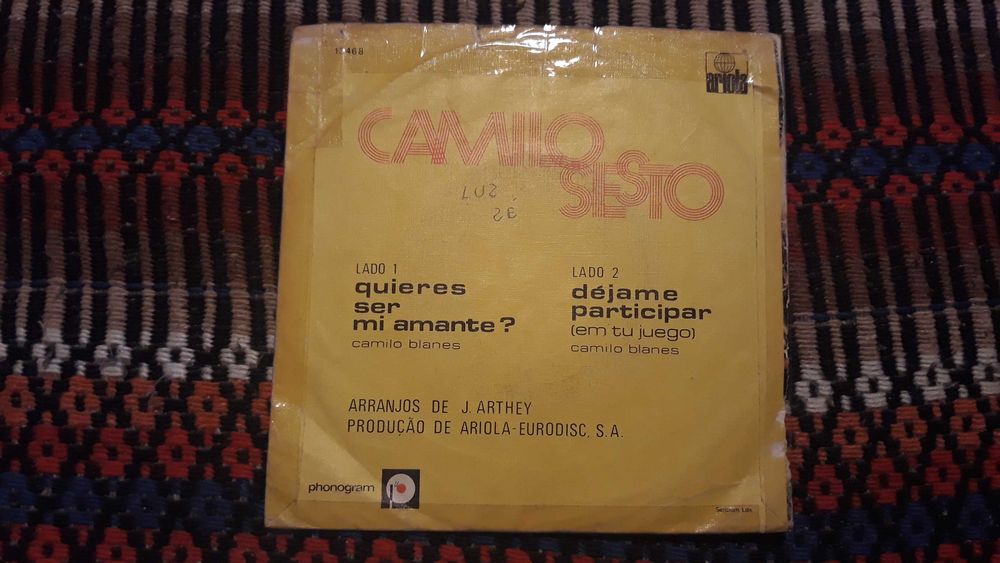 ariola
CAMILO
SESTO
LUZ
LADO 1
quieres
ser
mi amante?
camilo blanes
LADO 2
déjame
participar
(em tu juego)
camilo blanes
ARRANJOS DE J. ARTHEY
PRODUÇÃO DE ARIOLA-EURODISC, S.A.
phonogram